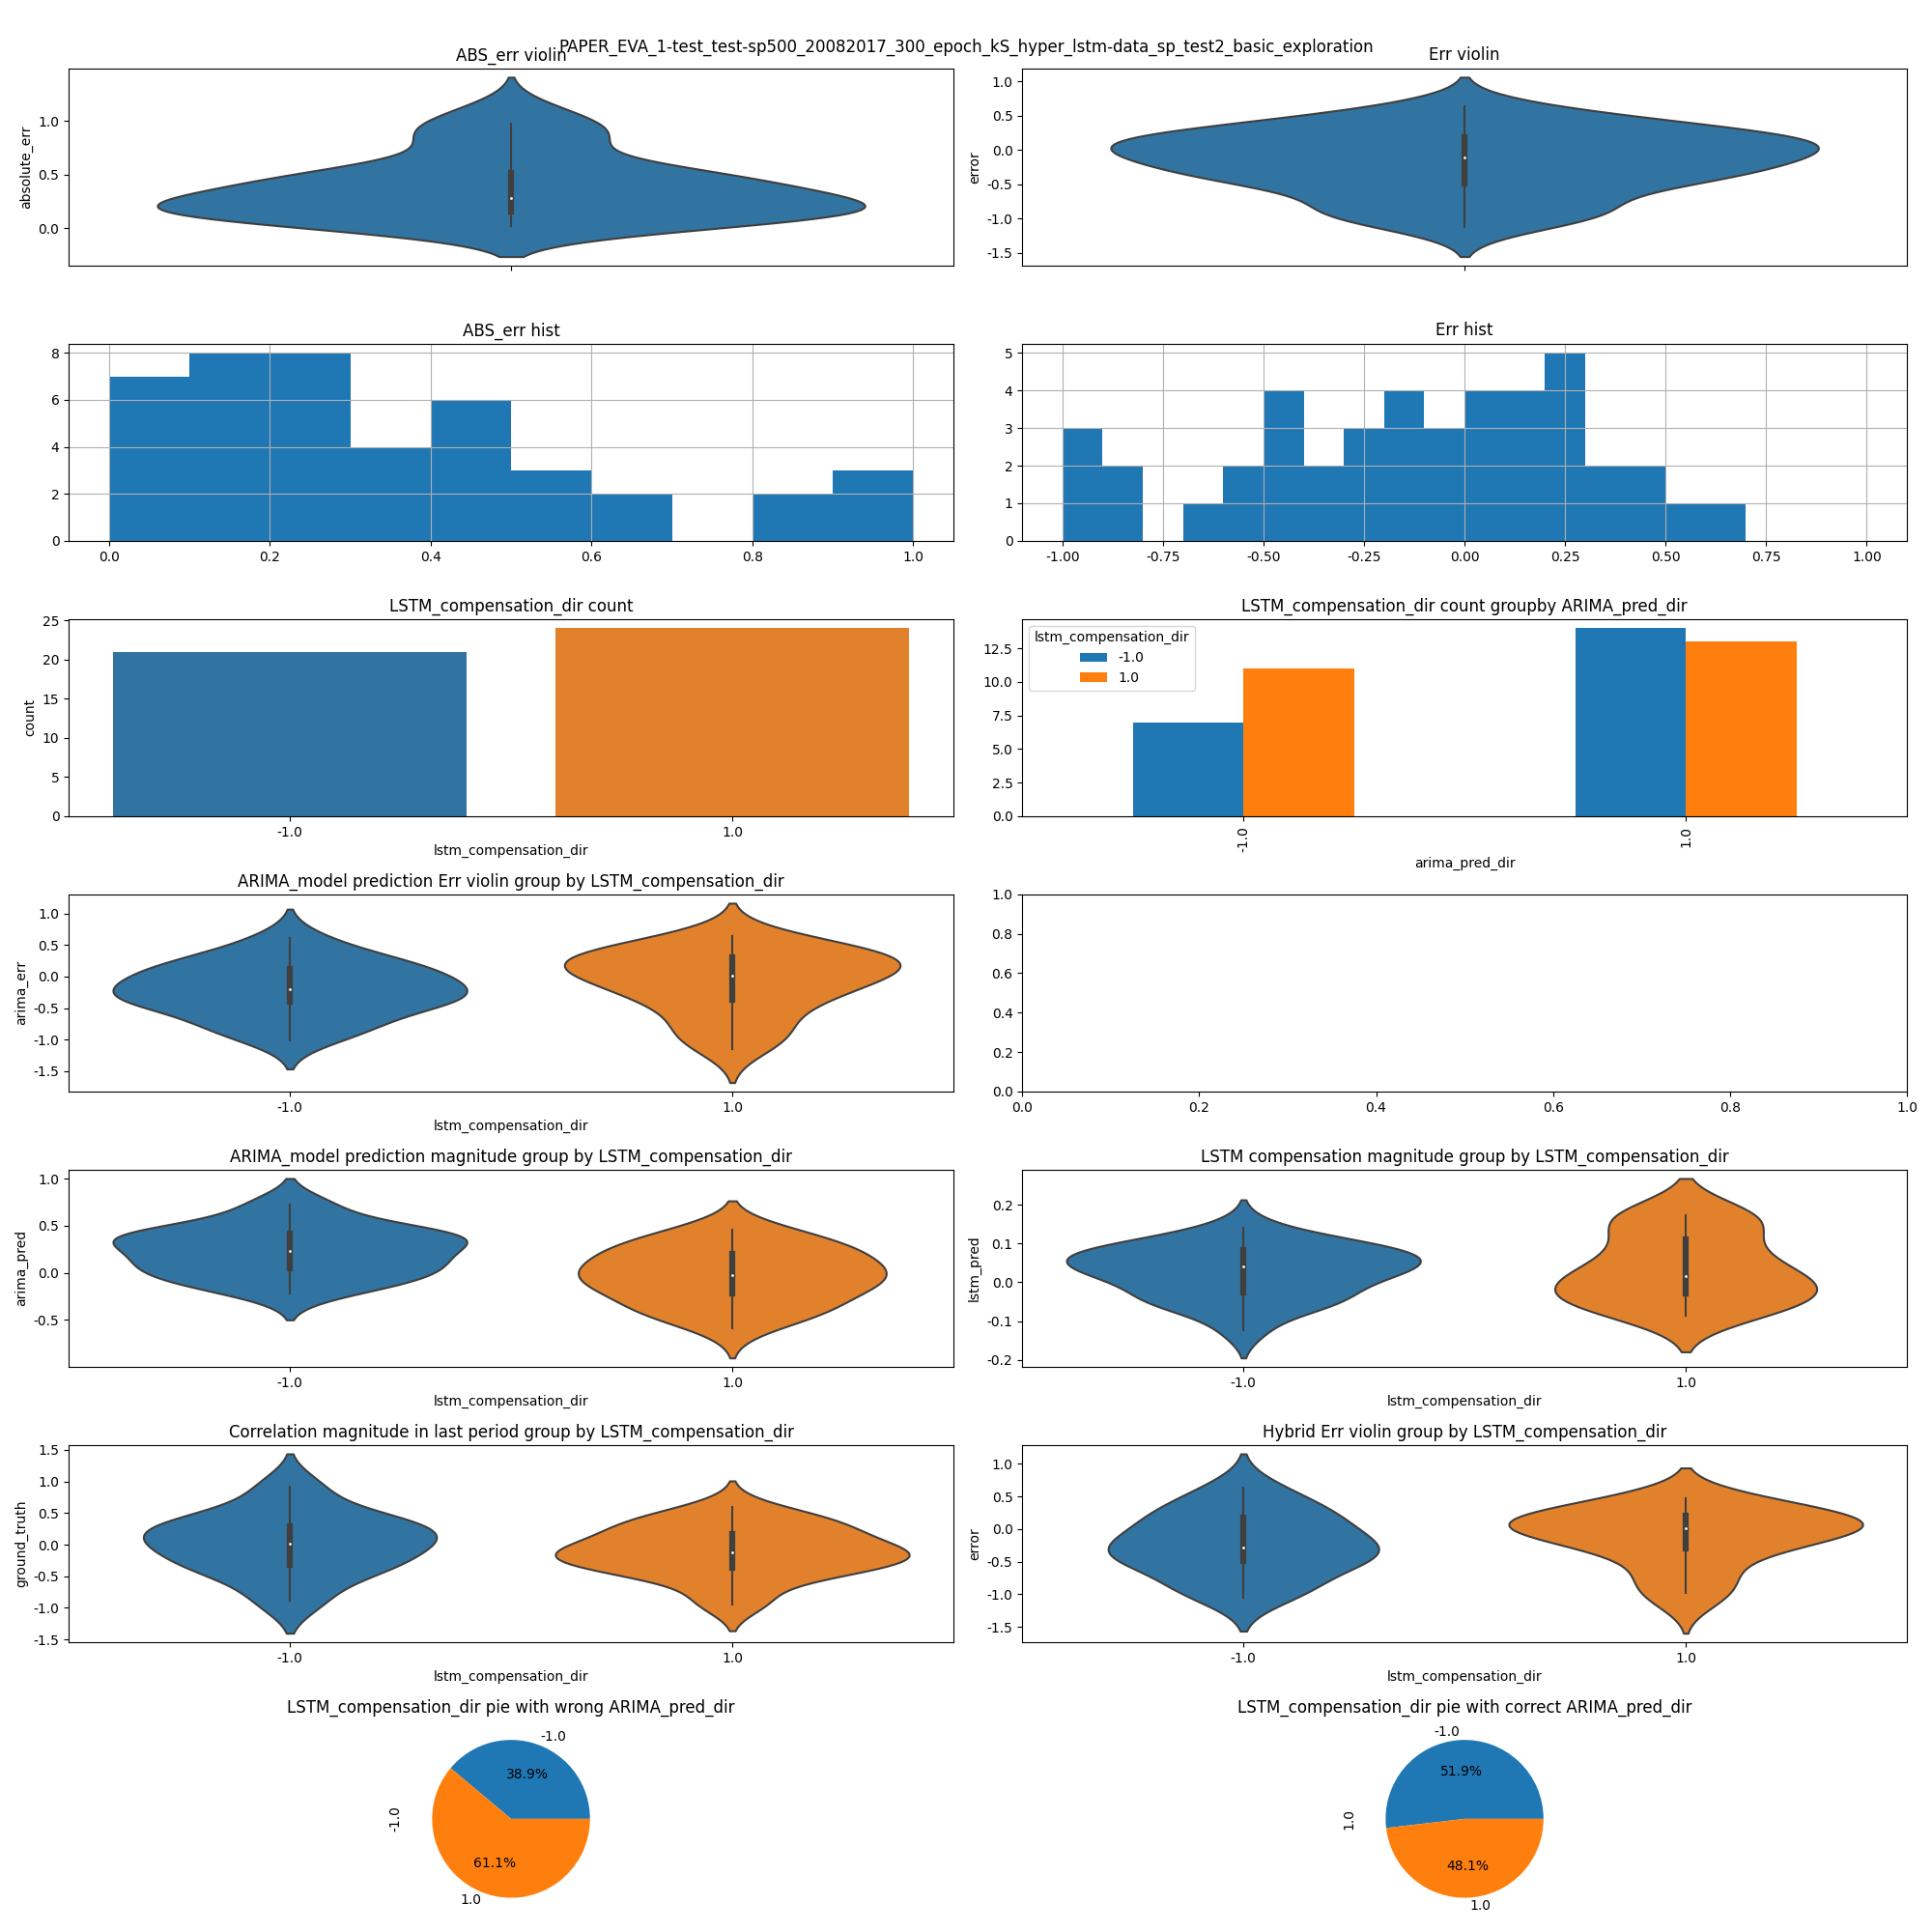 PAPER_EVA_1-test_test-sp500_20082017_300_epoch_kS_hyper_lstm-data_sp_test2_basic_exploration
ABS_err violin
absolute_err
1.0
0.5
0.0
Err violin
error
1.0
0.5
0.0
-0.5
-1.0
-1.5
ABS_err hist
8
6
4
2
0
0.0 0.2 0.4 0.6 0.8 1.0
Err hist
5
4
3
2
1
0
-1.00 -0.75 -0.50 -0.25 0.00 0.25 0.50 0.75 1.00
LSTM_compensation_dir count
count
25
20
15
10
5
0
-1.0 1.0
lstm_compensation_dir
LSTM_compensation_dir count groupby ARIMA_pred_dir
lstm_compensation_dir
-1.0
1.0
12.5
10.0
7.5
5.0
2.5
0.0
-1.0 1.0
arima_pred_dir
ARIMA_model prediction Err violin group by LSTM_compensation_dir
arima_err
1.0
0.5
0.0
-0.5
-1.0
-1.5
-1.0 1.0
lstm_compensation_dir
1.0
0.8
0.6
0.4
0.2
0.0
0.0 0.2 0.4 0.6 0.8 1.0
ARIMA_model prediction magnitude group by LSTM_compensation_dir
arima_pred
1.0
0.5
0.0
-0.5
-1.0 1.0
lstm_compensation_dir
LSTM compensation magnitude group by LSTM_compensation_dir
lstm_pred
0.2
0.1
0.0
-0.1
-0.2
-1.0 1.0
lstm_compensation_dir
Correlation magnitude in last period group by LSTM_compensation_dir
ground_truth
1.5
1.0
0.5
0.0
-0.5
-1.0
-1.5
-1.0 1.0
lstm_compensation_dir
Hybrid Err violin group by LSTM_compensation_dir
error
1.0
0.5
0.0
-0.5
-1.0
-1.5
-1.0 1.0
lstm_compensation_dir
LSTM_compensation_dir pie with wrong ARIMA_pred_dir
-1.0
38.9%
-1.0
61.1%
1.0
LSTM_compensation_dir pie with correct ARIMA_pred_dir
-1.0
51.9%
1.0
48.1%
1.0